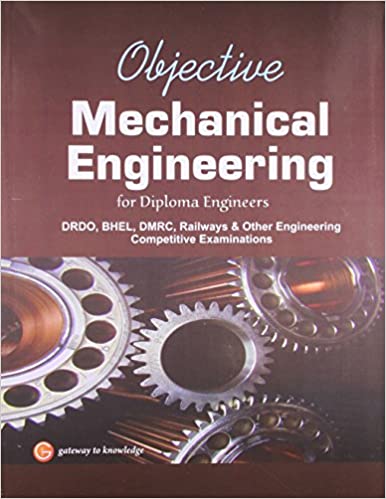 Objective
Mechanical
Engineering
for Diploma Engineers
DRDO, BHEL, DMRC, Railways & Other Engineering
Competitive Examinations
G gateway to knowledge